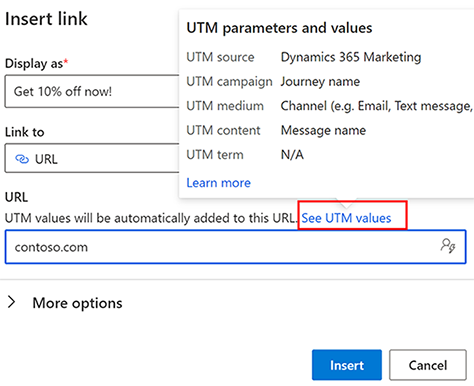 Insert link
Display as*
Get 10% off now!
Link to
URL
UTM parameters and values
UTM source Dynamics 365 Marketing
UTM campaign Journey name
UTM medium Channel (e.g. Email, Text message,
UTM content Message name
UTM term N/A
Learn more
URL
UTM values will be automatically added to this URL. See UTM values
contoso.com
More options
Insert Cancel